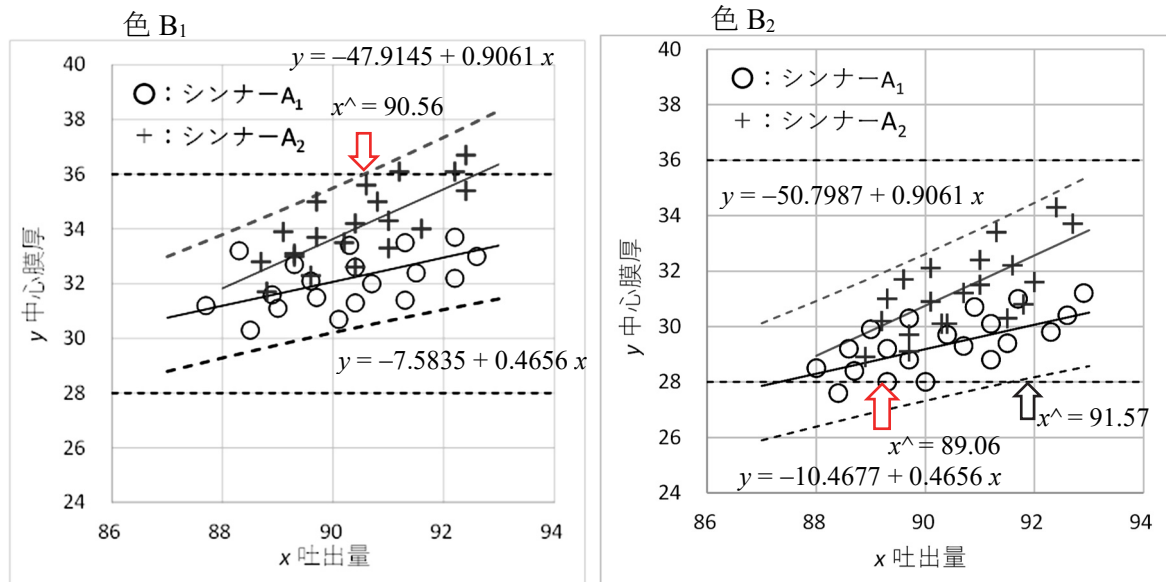 色 B₁
y = –47.9145 + 0.9061 x
○：シンナーA₁
+：シンナーA₂
x^ = 90.56
y = –7.5835 + 0.4656 x
y 中心膜厚
40
38
36
34
32
30
28
26
24
86
88
90
92
94
x 吐出量
色 B₂
○：シンナーA₁
+：シンナーA₂
y = –50.7987 + 0.9061 x
x^ = 91.57
x^ = 89.06
y = –10.4677 + 0.4656 x
y 中心膜厚
40
38
36
34
32
30
28
26
24
86
88
90
92
94
x 吐出量